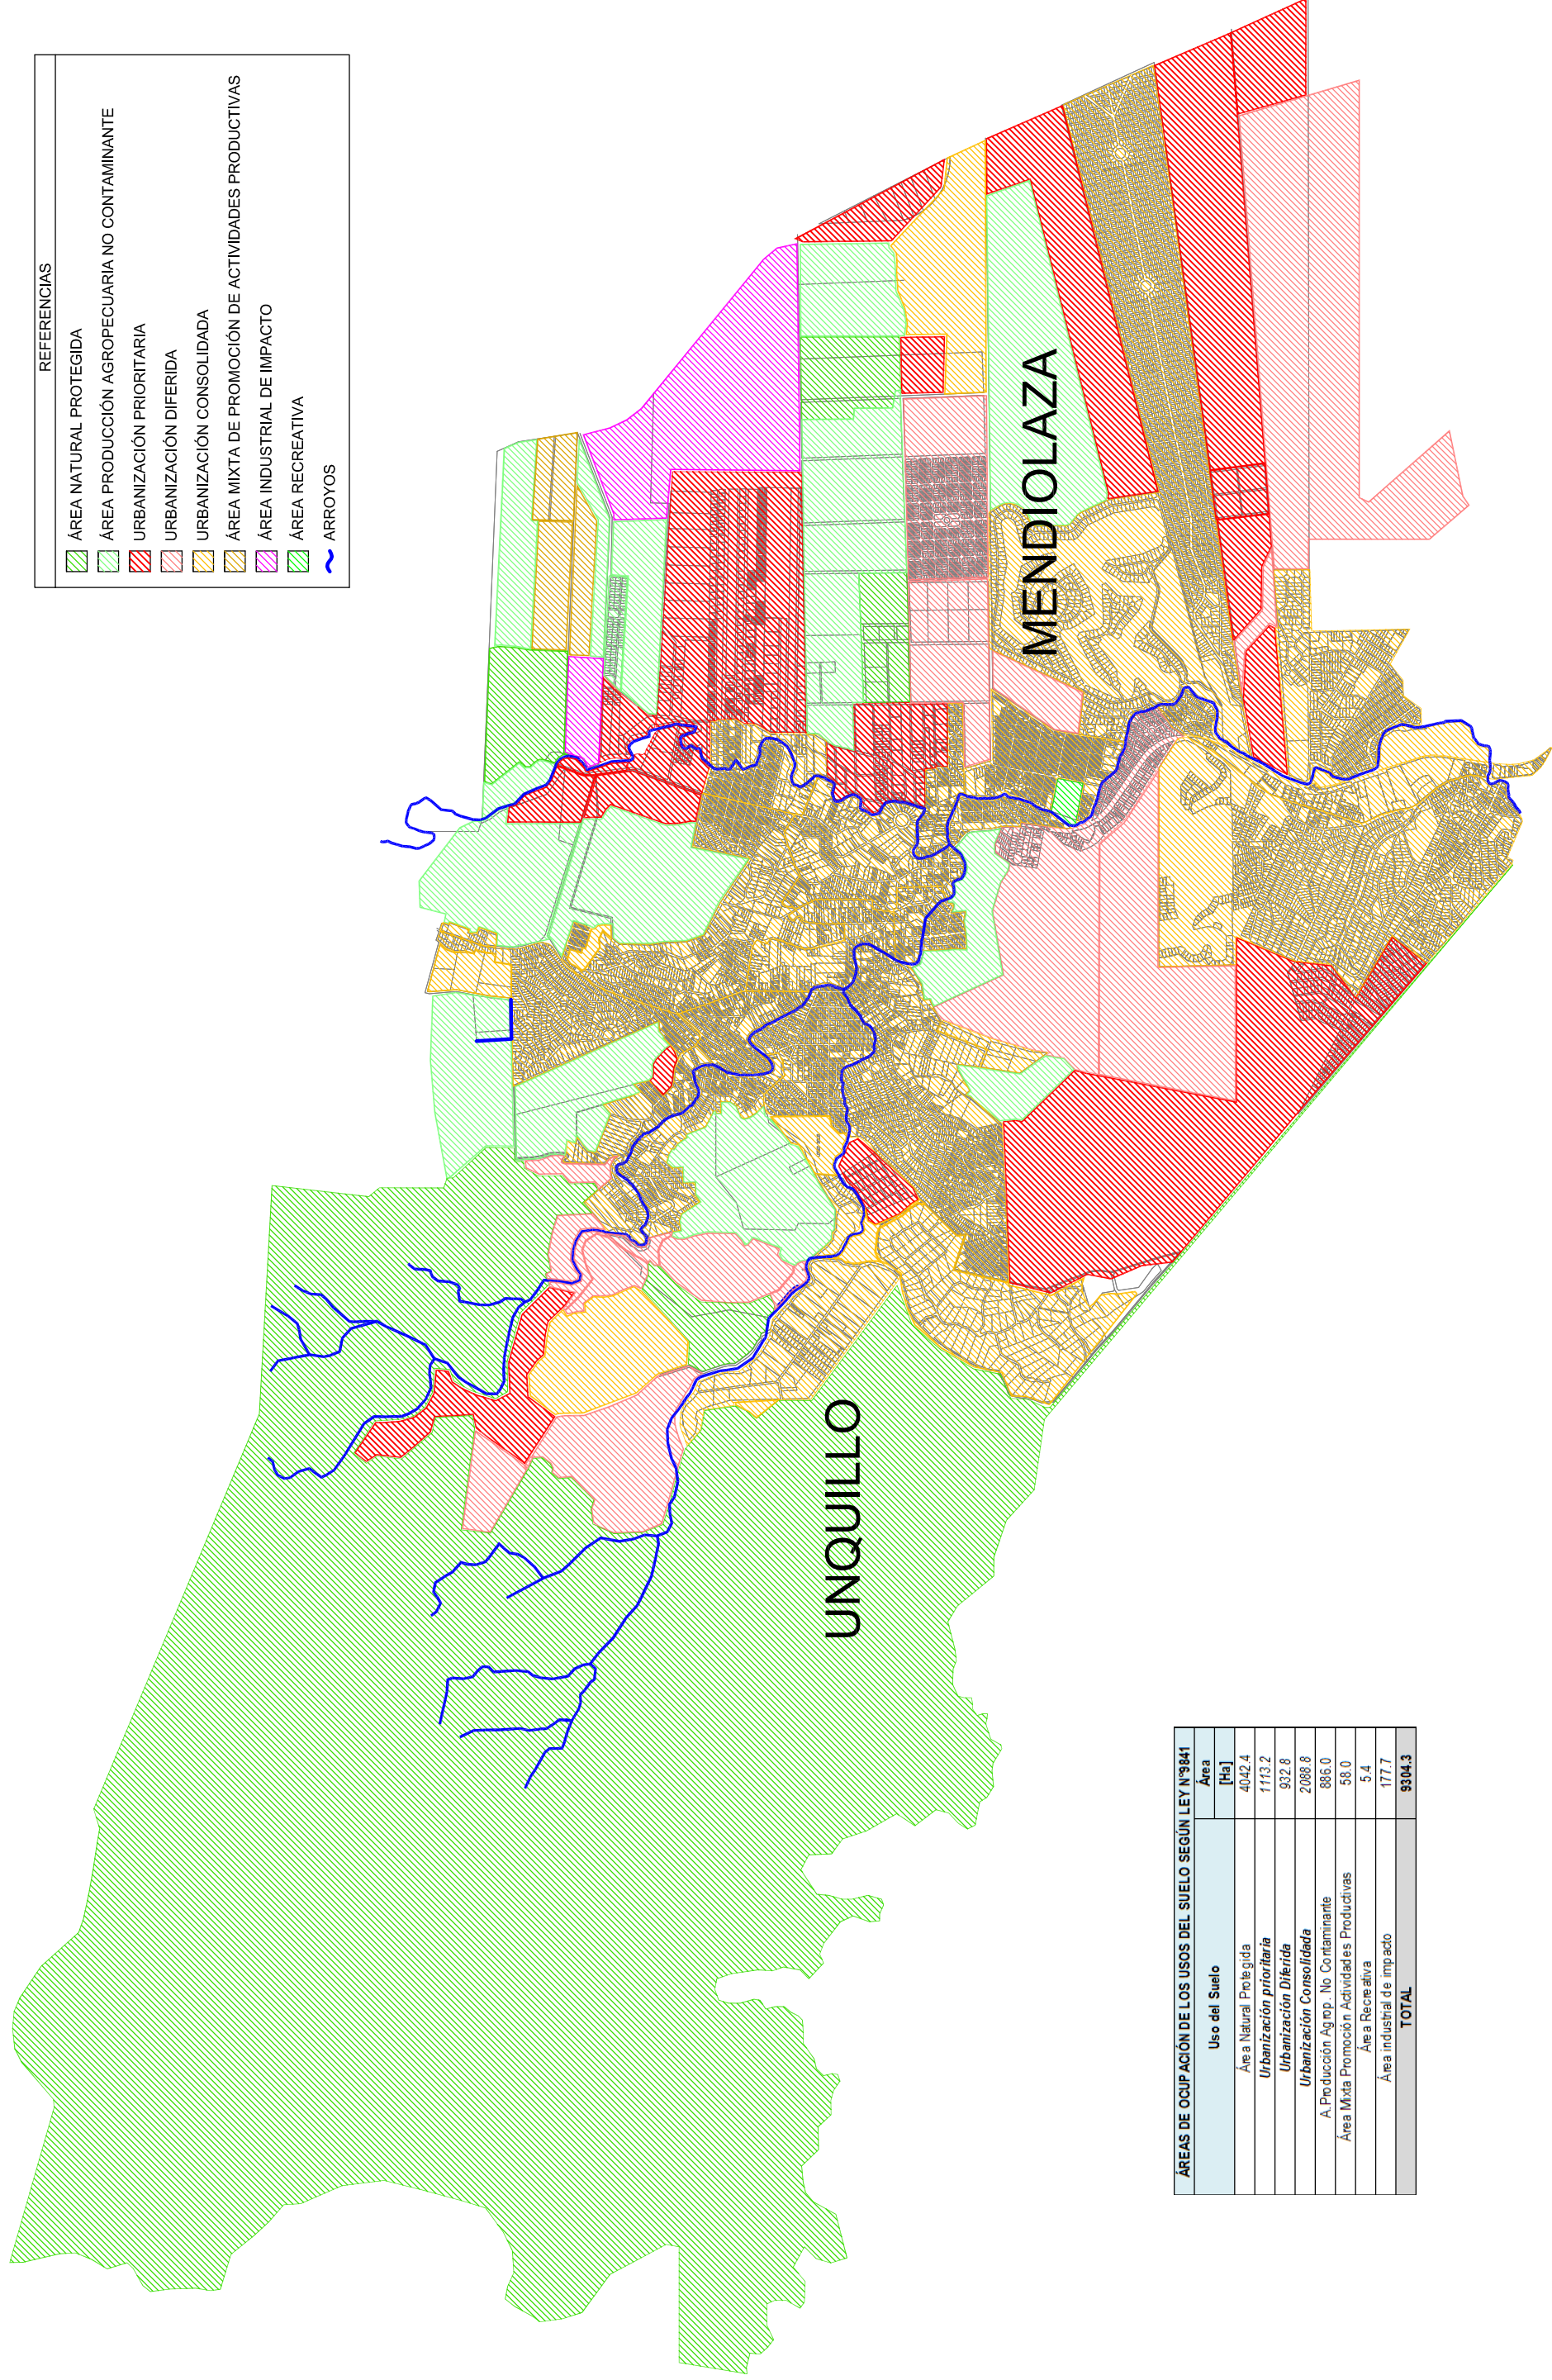 REFERENCIAS
ÁREA NATURAL PROTEGIDA
ÁREA PRODUCCIÓN AGROPECUARIA NO CONTAMINANTE
URBANIZACIÓN PRIORITARIA
URBANIZACIÓN DIFERIDA
URBANIZACIÓN CONSOLIDADA
ÁREA MIXTA DE PROMOCIÓN DE ACTIVIDADES PRODUCTIVAS
ÁREA INDUSTRIAL DE IMPACTO
ÁREA RECREATIVA
ARROYOS
MENDIOLAZA
UNQUILLO
ÁREAS DE OCUPACIÓN DE LOS USOS DEL SUELO SEGÚN LEY Nº9841
Uso del Suelo Área [Ha]
Área Natural Protegida 4042.4
Urbanización prioritaria 1113.2
Urbanización Diferida 932.8
Urbanización Consolidada 2088.8
A.Producción Agrop. No Contaminante 886.0
Área Mixta Promoción Actividades Productivas 58.0
Área Recreativa 5.4
Área industrial de impacto 177.7
TOTAL 9304.3